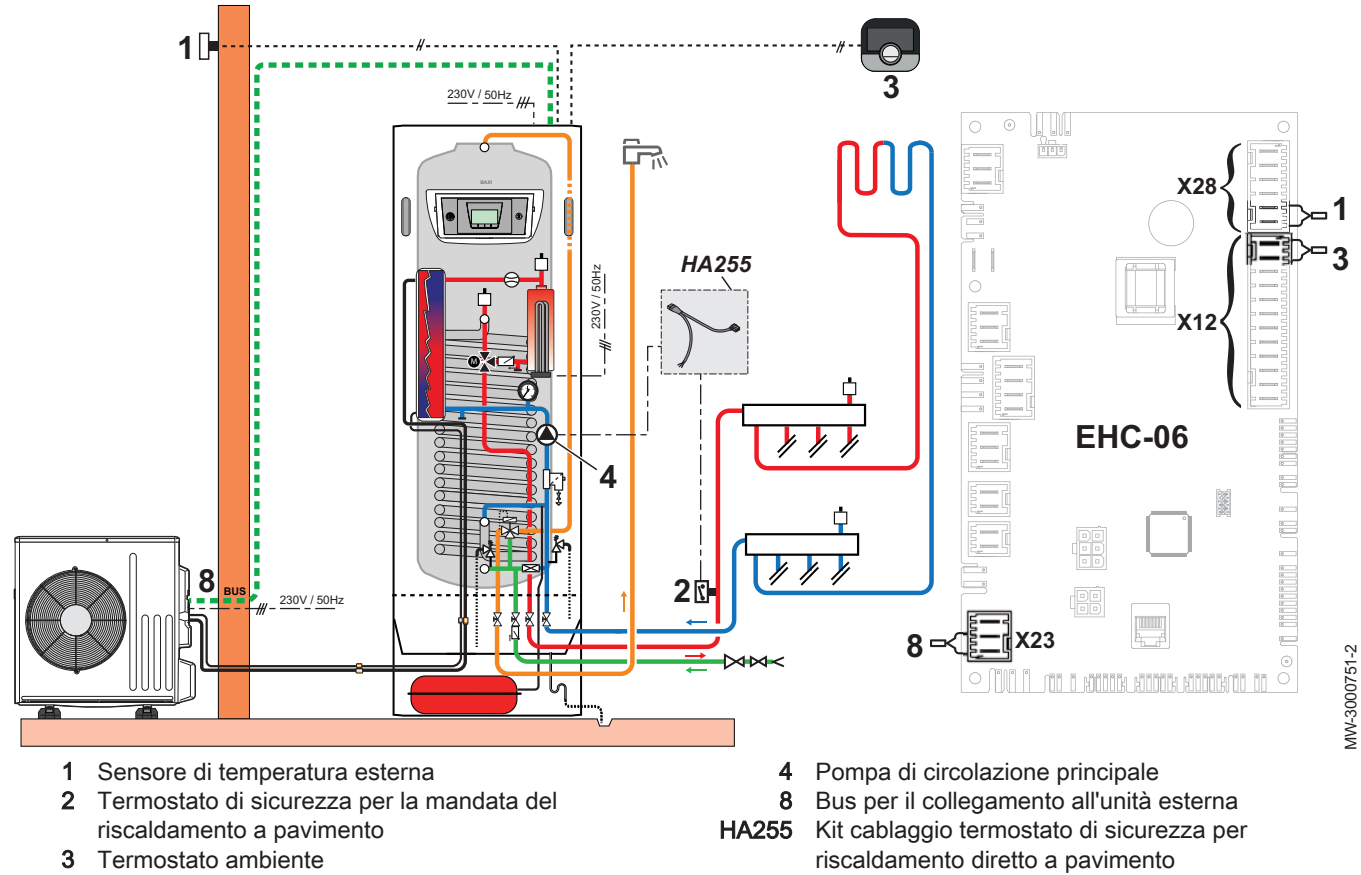 1
3
230V / 50Hz
BAXI
HA255
230V / 50Hz
M
4
2
8
BUS
230V / 50Hz
X28
1
3
X12
EHC-06
8
X23
MW-3000751-2
1 Sensore di temperatura esterna
2 Termostato di sicurezza per la mandata del
riscaldamento a pavimento
3 Termostato ambiente
4 Pompa di circolazione principale
8 Bus per il collegamento all'unità esterna
HA255 Kit cablaggio termostato di sicurezza per
riscaldamento diretto a pavimento